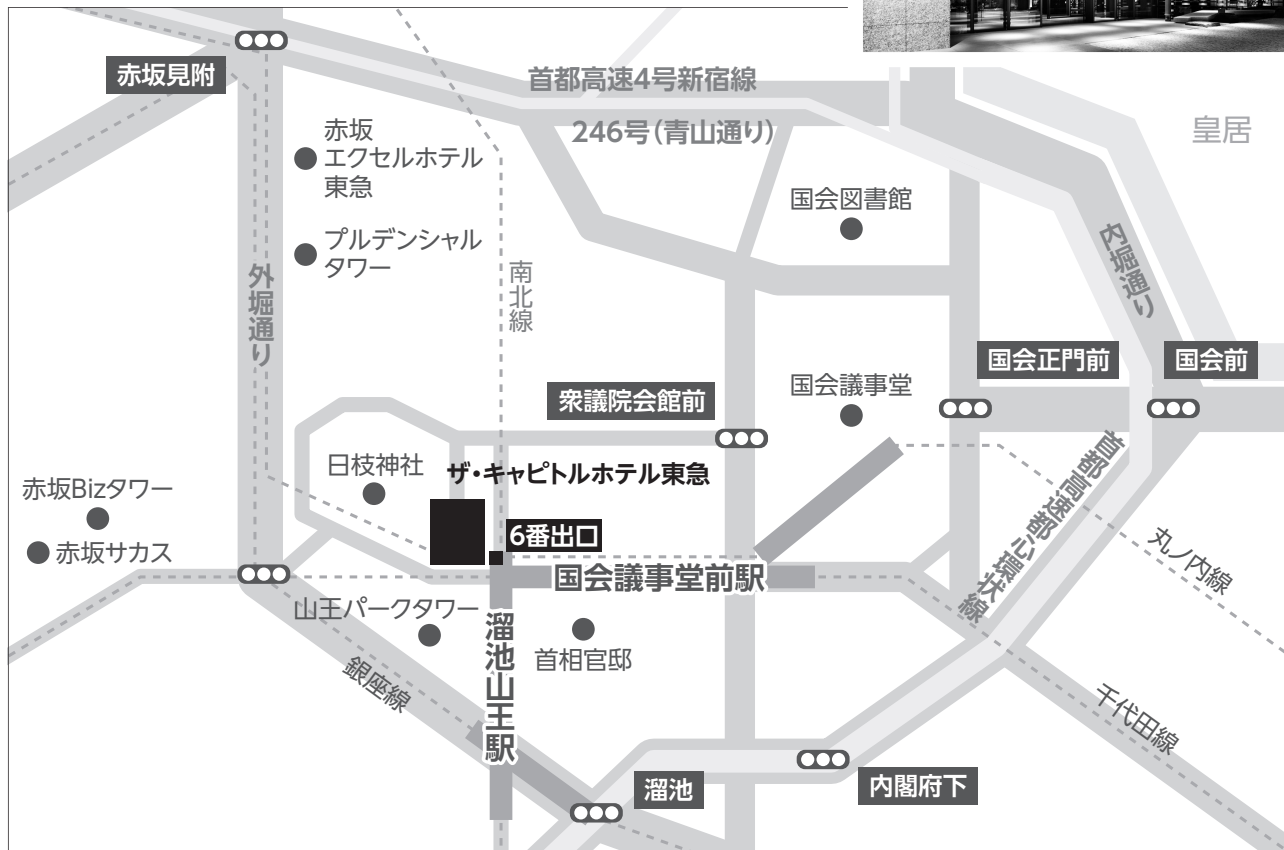 赤坂見附
首都高速4号新宿線
246号(青山通り)
皇居
赤坂
エクセルホテル
東急
国会図書館
プルデンシャル
タワー
外堀通り
南北線
内堀通り
国会正門前
国会前
衆議院会館前
国会議事堂
日枝神社
ザ・キャピトルホテル東急
首都高速都心環状線
赤坂Bizタワー
赤坂サカス
6番出口
丸ノ内線
国会議事堂前駅
山王パークタワー
溜池山王駅
首相官邸
銀座線
千代田線
溜池
内閣府下